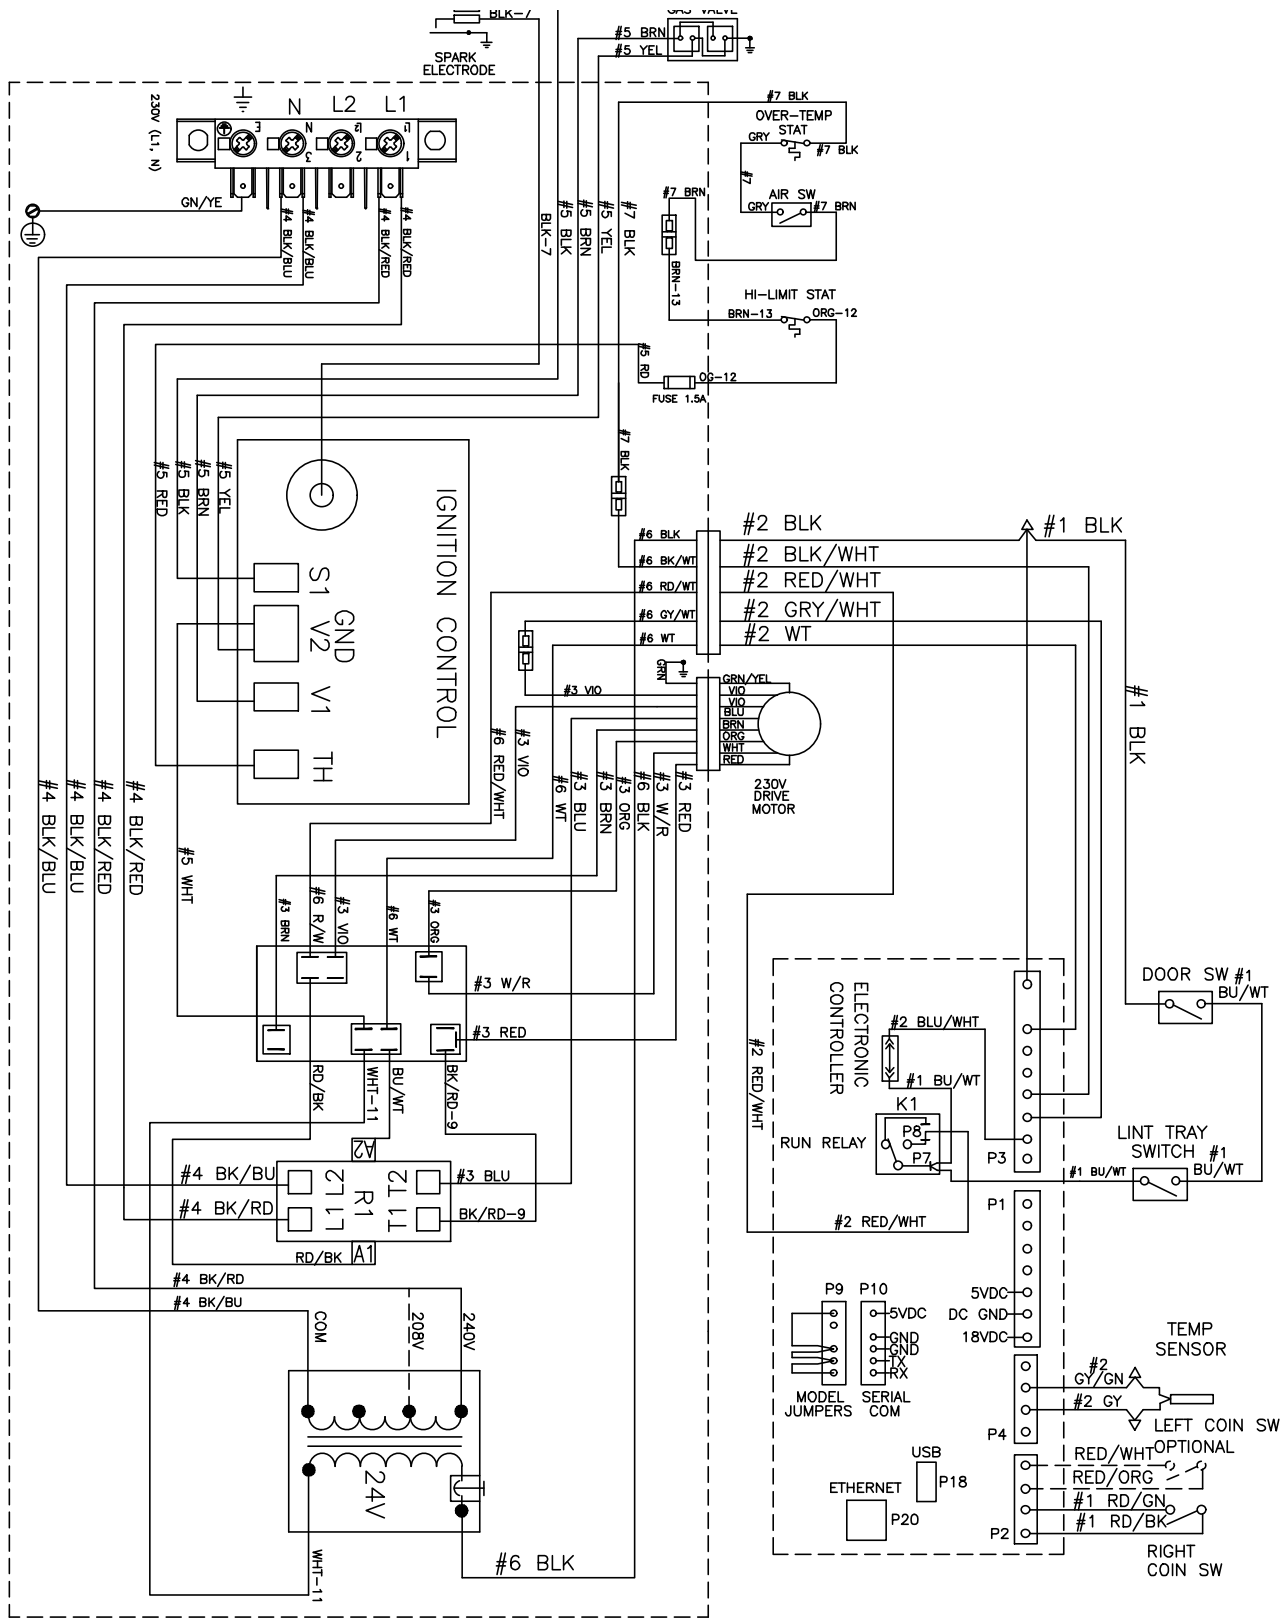 BLK-7
GAS VALVE
#5 BRN
#5 YEL
SPARK
ELECTRODE
#7 BLK
OVER-TEMP
STAT
GRY
#7 BLK
#7
AIR SW
GRY
#7 BRN
#7 BRN
230V (L1, N)
N
L2
L1
E
N
L2
L1
3
2
1
GN/YE
#4 BLK/BLU
#4 BLK/BLU
#4 BLK/RED
#4 BLK/RED
BLK-7
#5 BLK
#5 BRN
#5 YEL
#7 BLK
BRN-13
HI-LIMIT STAT
BRN-13
ORG-12
#5 RD
OG-12
FUSE 1.5A
#7 BLK
#5 RED
#5 BLK
#5 BRN
#5 YEL
IGNITION CONTROL
S1
GND
V2
V1
TH
#6 BLK
#6 BK/WT
#6 RD/WT
#6 GY/WT
#6 WT
#2 BLK
#2 BLK/WHT
#2 RED/WHT
#2 GRY/WHT
#2 WT
#1 BLK
#1 BLK
GRN
#3 VIO
GRN/YEL
VIO
VIO
BLU
BRN
ORG
WHT
RED
230V
DRIVE
MOTOR
#4 BLK/BLU
#4 BLK/BLU
#4 BLK/RED
#4 BLK/RED
#5 WHT
#6 RED/WHT
#3 VIO
#6 WT
#3 BLU
#3 BRN
#3 ORG
#6 BLK
#3 W/R
#3 RED
#3 BRN
#6 R/W
#3 VIO
#6 WT
#3 ORG
#3 W/R
#3 RED
RD/BK
WHT-11
BU/WT
BK/RD-9
A2
#4 BK/BU
#4 BK/RD
L2
L1
R1
T2
T1
#3 BLU
BK/RD-9
RD/BK
A1
#4 BK/RD
#4 BK/BU
COM
208V
240V
24V
WHT-11
#6 BLK
ELECTRONIC
CONTROLLER
#2 BLU/WHT
#1 BU/WT
#2 RED/WHT
K1
RUN RELAY
P8
P7
P3
#2 RED/WHT
DOOR SW #1
BU/WT
LINT TRAY
SWITCH #1
BU/WT
#1 BU/WT
P1
5VDC
DC GND
18VDC
P9
P10
5VDC
GND
GND
TX
RX
MODEL
JUMPERS
SERIAL
COM
TEMP
SENSOR
#2
GY/GN
#2 GY
P4
LEFT COIN SW
OPTIONAL
RED/WHT
RED/ORG
#1 RD/GN
#1 RD/BK
P2
RIGHT
COIN SW
USB
P18
ETHERNET
P20